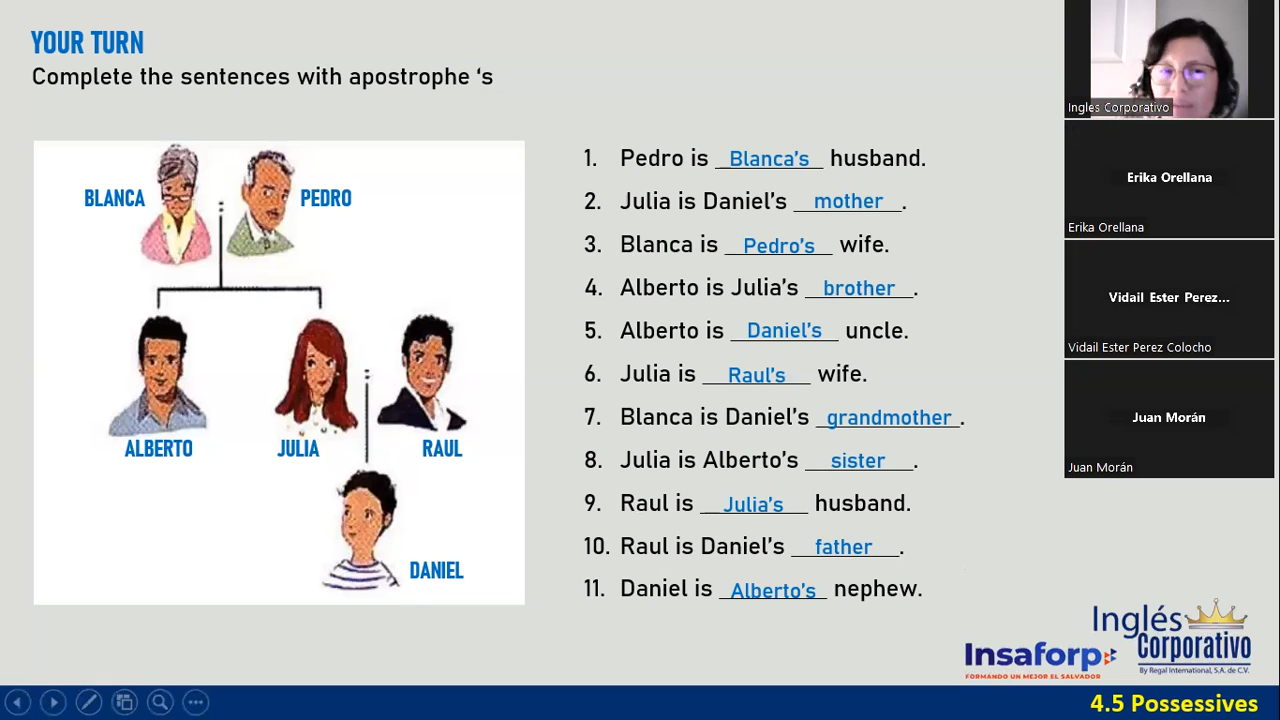 YOUR TURN
Complete the sentences with apostrophe ‘s
BLANCA
PEDRO
ALBERTO
JULIA
RAUL
DANIEL
1. Pedro is Blanca’s husband.
2. Julia is Daniel’s mother.
3. Blanca is Pedro’s wife.
4. Alberto is Julia’s brother.
5. Alberto is Daniel’s uncle.
6. Julia is Raul’s wife.
7. Blanca is Daniel’s grandmother.
8. Julia is Alberto’s sister.
9. Raul is Julia’s husband.
10. Raul is Daniel’s father.
11. Daniel is Alberto’s nephew.
Ingles Corporativo
Erika Orellana
Erika Orellana
Vidail Ester Perez...
Vidail Ester Perez Colocho
Juan Morán
Juan Morán
Insaforp
FORMANDO UN MEJOR EL SALVADOR
Inglés
Corporativo
By Regal International, S.A. de C.V.
4.5 Possessives